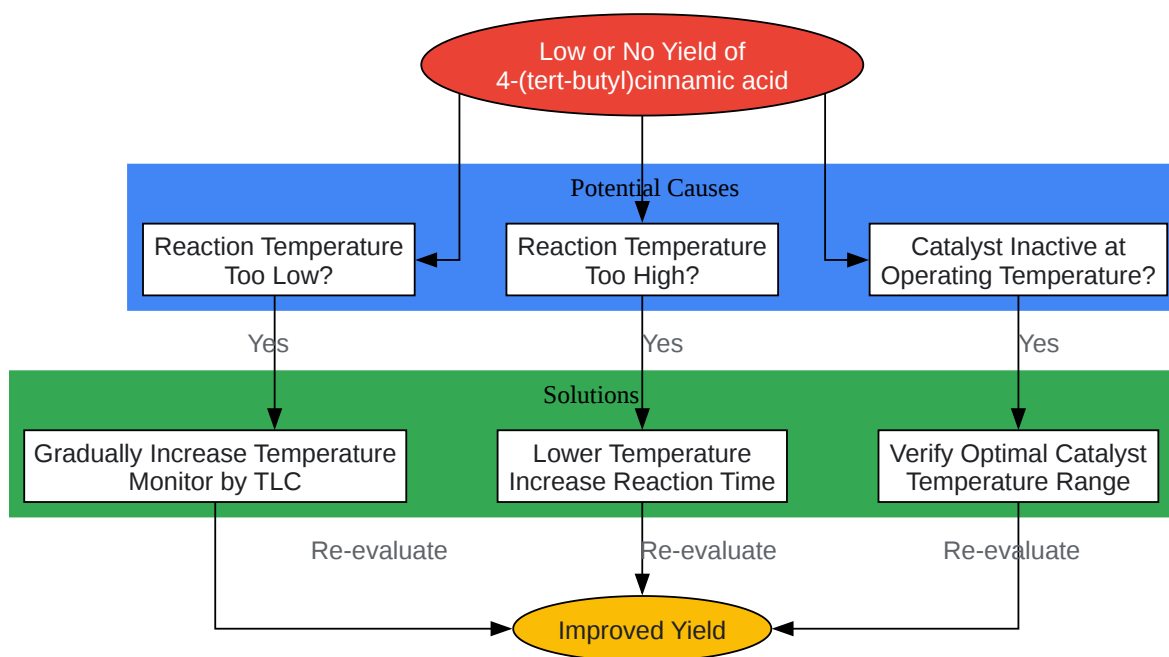 Low or No Yield of
4-(tert-butyl)cinnamic acid
Potential Causes
Reaction Temperature
Too Low?
Reaction Temperature
Too High?
Catalyst Inactive at
Operating Temperature?
Yes
Yes
Yes
Solutions
Gradually Increase Temperature
Monitor by TLC
Lower Temperature
Increase Reaction Time
Verify Optimal Catalyst
Temperature Range
Re-evaluate
Re-evaluate
Re-evaluate
Improved Yield